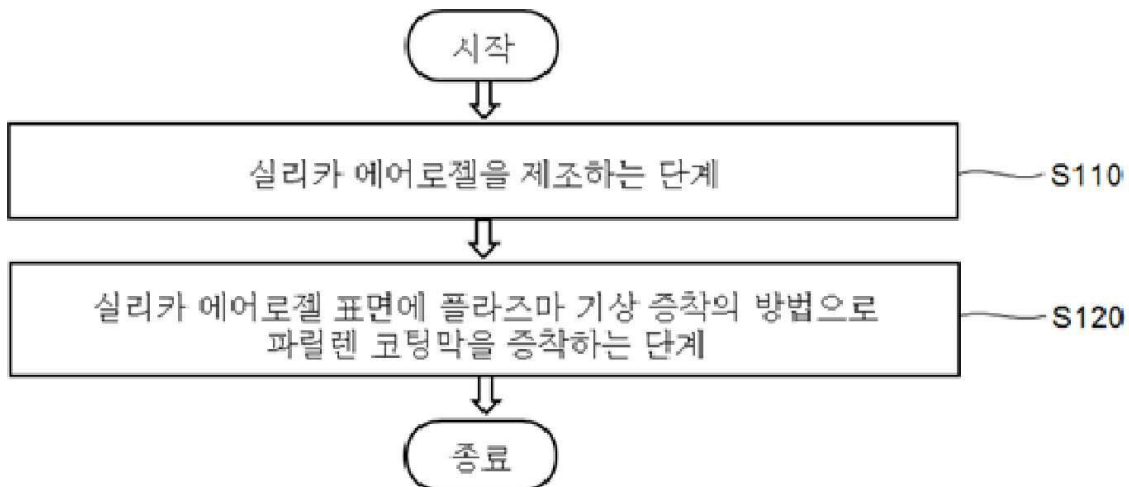 시작
실리카 에어로젤을 제조하는 단계
S110
실리카 에어로젤 표면에 플라즈마 기상 증착의 방법으로
파릴렌 코팅막을 증착하는 단계
S120
종료